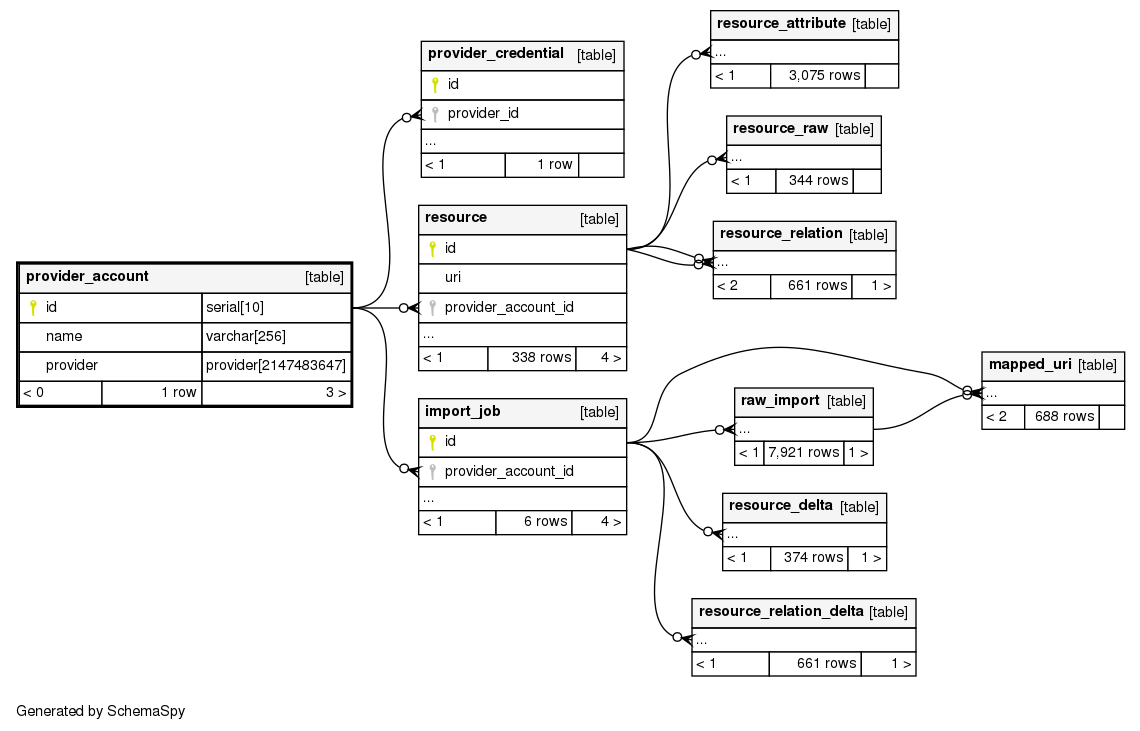 provider_account [table]
id serial[10]
name varchar[256]
provider provider[2147483647]
< 0 1 row 3 >
provider_credential [table]
id
provider_id
...
< 1 1 row
resource [table]
id
uri
provider_account_id
...
< 1 338 rows 4 >
import_job [table]
id
provider_account_id
...
< 1 6 rows 4 >
resource_attribute [table]
...
< 1 3,075 rows
resource_raw [table]
...
< 1 344 rows
resource_relation [table]
...
< 2 661 rows 1 >
raw_import [table]
...
< 1 7,921 rows 1 >
resource_delta [table]
...
< 1 374 rows 1 >
resource_relation_delta [table]
...
< 1 661 rows 1 >
mapped_uri [table]
...
< 2 688 rows
Generated by SchemaSpy